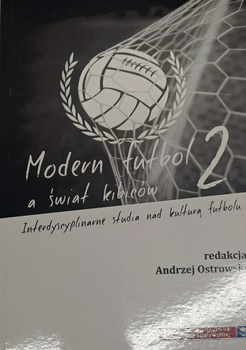 Modern futbol 2
a świat kibiców
Interdyscyplinarne studia nad kulturą futbolu
redakcja
Andrzej Ostrowski